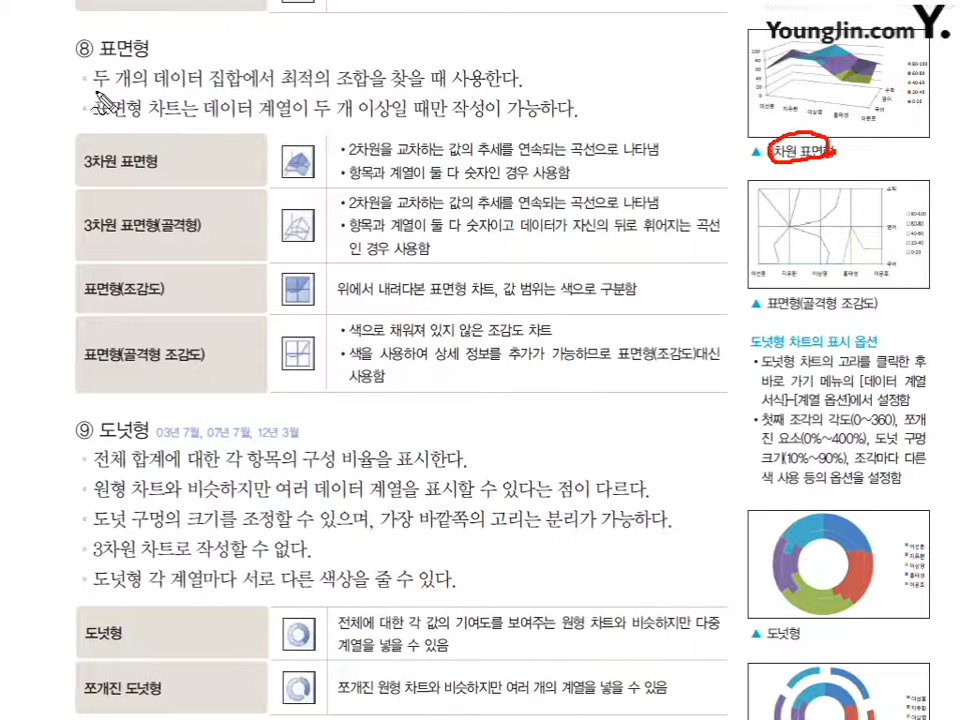 YoungJin.com Y.
⑧ 표면형
두 개의 데이터 집합에서 최적의 조합을 찾을 때 사용한다.
표면형 차트는 데이터 계열이 두 개 이상일 때만 작성이 가능하다.
3차원 표면형
• 2차원을 교차하는 값의 추세를 연속되는 곡선으로 나타냄
• 항목과 계열이 둘 다 숫자인 경우 사용함
3차원 표면형(골격형)
• 2차원을 교차하는 값의 추세를 연속되는 곡선으로 나타냄
• 항목과 계열이 둘 다 숫자이고 데이터가 자신의 뒤로 휘어지는 곡선
인 경우 사용함
표면형(조감도)
위에서 내려다본 표면형 차트, 값 범위는 색으로 구분함
표면형(골격형 조감도)
• 색으로 채워져 있지 않은 조감도 차트
• 색을 사용하여 상세 정보를 추가가 가능하므로 표면형(조감도)대신
사용함
⑨ 도넛형 03년 7월, 07년 7월, 12년 3월
전체 합계에 대한 각 항목의 구성 비율을 표시한다.
원형 차트와 비슷하지만 여러 데이터 계열을 표시할 수 있다는 점이 다르다.
도넛 구멍의 크기를 조정할 수 있으며, 가장 바깥쪽의 고리는 분리가 가능하다.
3차원 차트로 작성할 수 없다.
도넛형 각 계열마다 서로 다른 색상을 줄 수 있다.
도넛형
전체에 대한 각 값의 기여도를 보여주는 원형 차트와 비슷하지만 다중
계열을 넣을 수 있음
쪼개진 도넛형
쪼개진 원형 차트와 비슷하지만 여러 개의 계열을 넣을 수 있음
▲ 3차원 표면형
▲ 표면형(골격형 조감도)
도넛형 차트의 표시 옵션
• 도넛형 차트의 고리를 클릭한 후
바로 가기 메뉴의 [데이터 계열
서식]-[계열 옵션]에서 설정함
• 첫째 조각의 각도(0~360), 쪼개
진 요소(0%~400%), 도넛 구멍
크기(10%~90%), 조각마다 다른
색 사용 등의 옵션을 설정함
▲ 도넛형